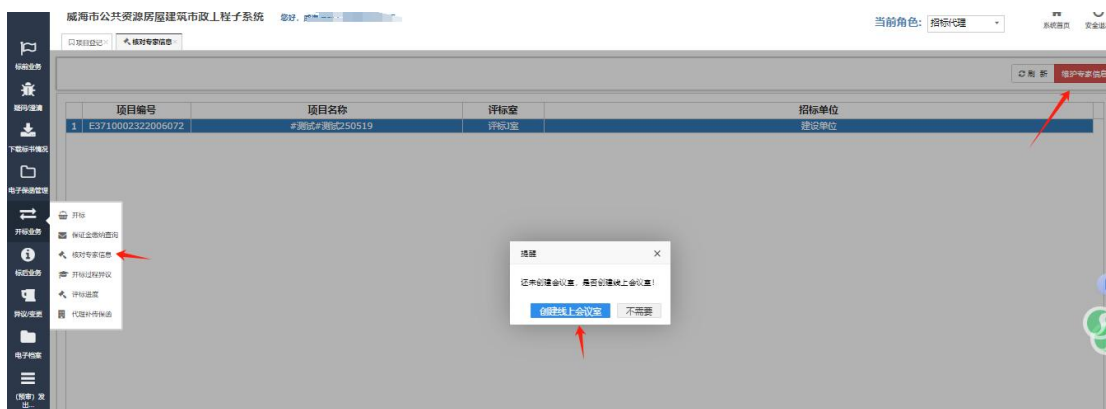 威海市公共资源房屋建筑市政工程子系统 您好,
当前角色: 招标代理
系统首页
项目登记× 核对专家信息×
标前业务
刷 新 维护专家信息
疑问/澄清
项目编号 项目名称 评标室 招标单位
1 E3710002322006072 #测试#测试250519 评标J室 建设单位
下载标书情况
电子保函管理
开标业务
开标
保证金缴纳查询
核对专家信息
开标过程异议
评标进度
代理补传保函
提醒 ×
还未创建会议室，是否创建线上会议室！
创建线上会议室 不需要
标后业务
异议/变更
电子档案
(预审) 发
出...